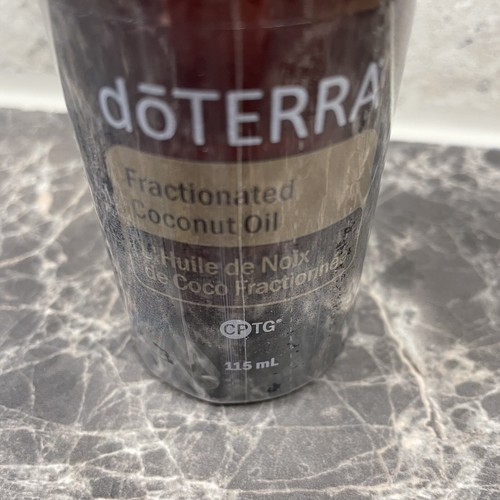 dōTERRA
Fractionated
Coconut Oil
Huile de Noix
de Coco Fractionnée
CPTG®
115 mL